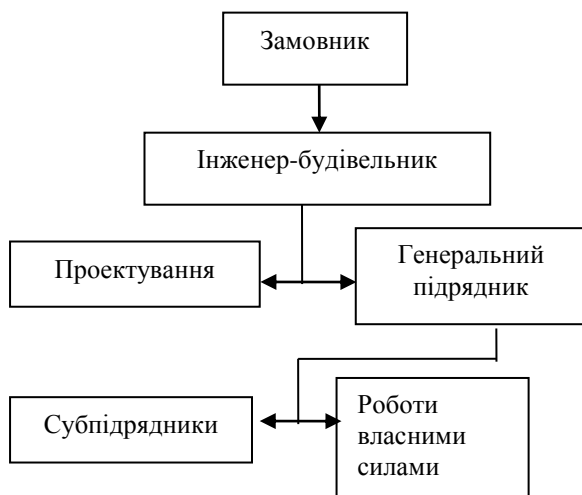 Замовник
Інженер-будівельник
Проектування
Генеральний
підрядник
Субпідрядники
Роботи
власними
силами